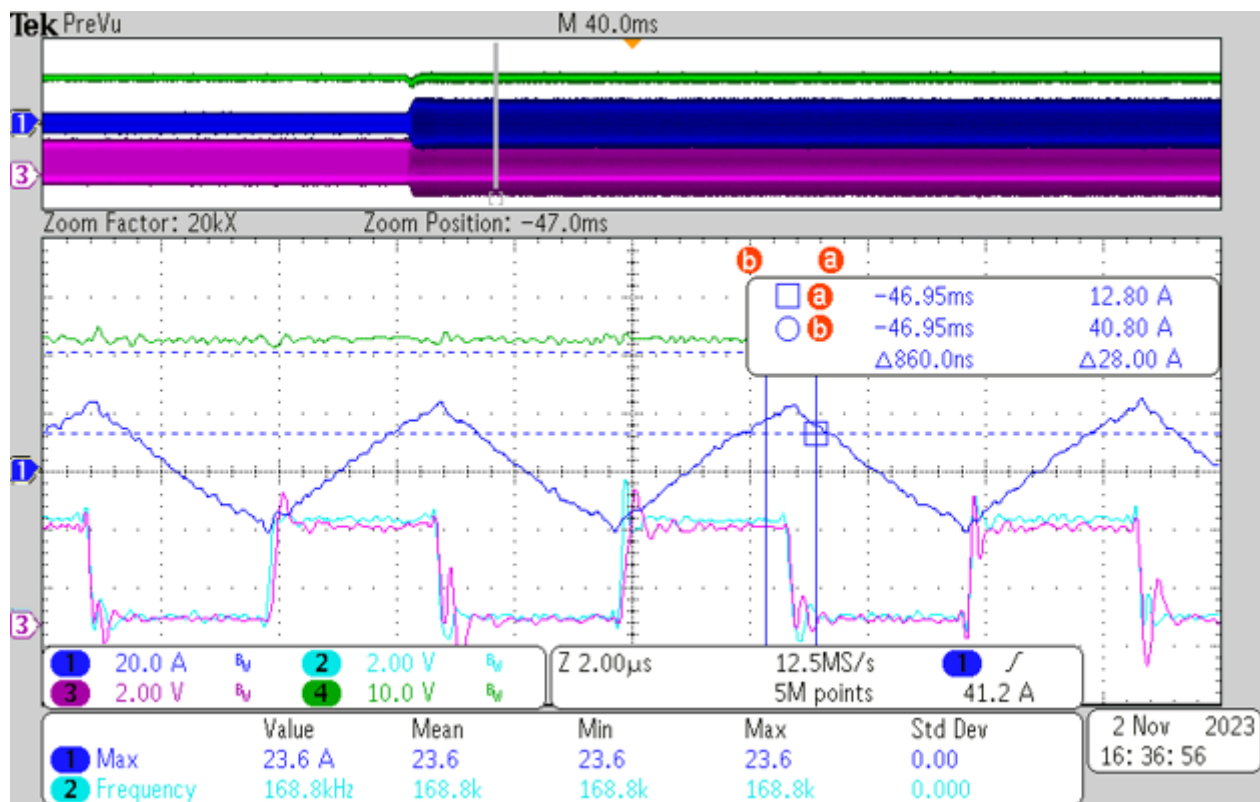 Tek PreVu M 40.0ms
1
3
Zoom Factor: 20kX Zoom Position: -47.0ms
b a
a -46.95ms 12.80 A
b -46.95ms 40.80 A
Δ860.0ns Δ28.00 A
1
3
1 20.0 A BW 2 2.00 V BW
3 2.00 V BW 4 10.0 V BW
Z 2.00µs 12.5MS/s 1
5M points 41.2 A
Value Mean Min Max Std Dev
1 Max 23.6 A 23.6 23.6 23.6 0.00
2 Frequency 168.8kHz 168.8k 168.8k 168.8k 0.000
2 Nov 2023
16:36:56